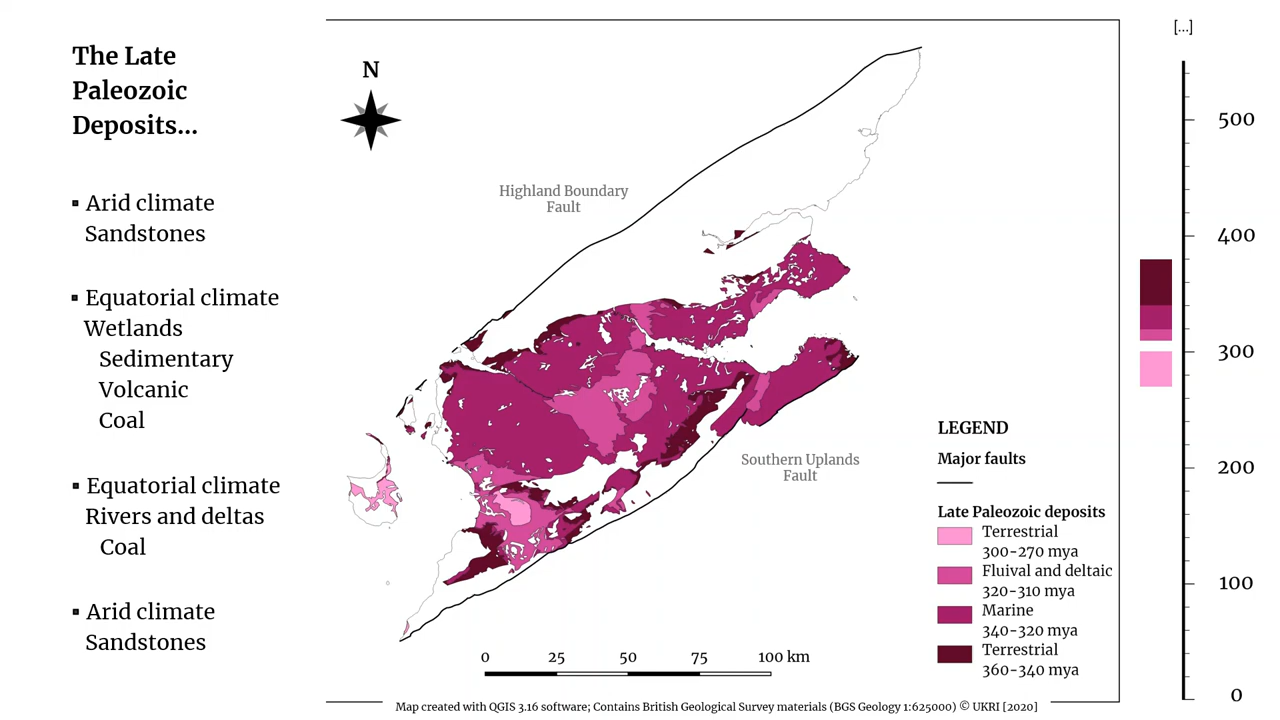 The Late
Paleozoic
Deposits...
▪ Arid climate
Sandstones
▪ Equatorial climate
Wetlands
Sedimentary
Volcanic
Coal
▪ Equatorial climate
Rivers and deltas
Coal
▪ Arid climate
Sandstones
N
Highland Boundary
Fault
Southern Uplands
Fault
LEGEND
Major faults
Late Paleozoic deposits
Terrestrial
300-270 mya
Fluival and deltaic
320-310 mya
Marine
340-320 mya
Terrestrial
360-340 mya
0 25 50 75 100 km
Map created with QGIS 3.16 software; Contains British Geological Survey materials (BGS Geology 1:625000) © UKRI [2020]
[...]
500
400
300
200
100
0